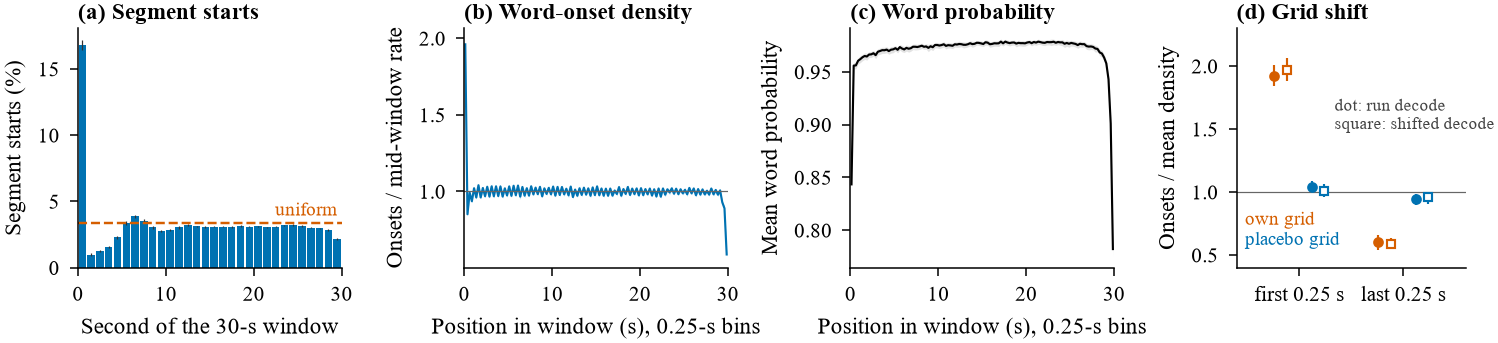 (a) Segment starts
Segment starts (%)
15
10
5
0
uniform
0
10
20
30
Second of the 30-s window
(b) Word-onset density
Onsets / mid-window rate
2.0
1.5
1.0
0
10
20
30
Position in window (s), 0.25-s bins
(c) Word probability
Mean word probability
0.95
0.90
0.85
0.80
0
10
20
30
Position in window (s), 0.25-s bins
(d) Grid shift
Onsets / mean density
2.0
1.5
1.0
0.5
dot: run decode
square: shifted decode
own grid
placebo grid
first 0.25 s
last 0.25 s